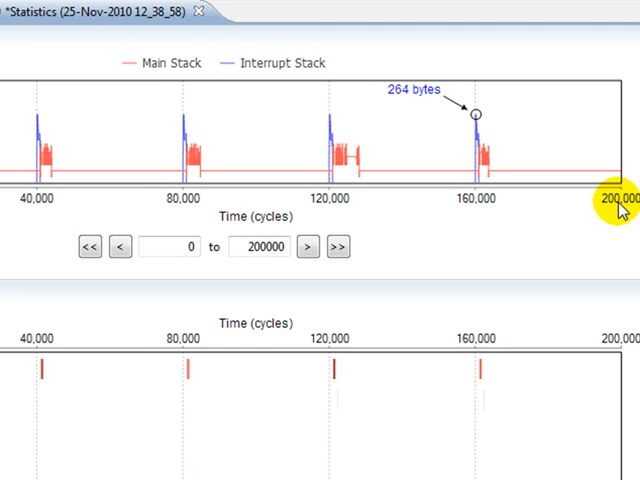 *Statistics (25-Nov-2010 12_38_58)
Main Stack
Interrupt Stack
264 bytes
40,000
80,000
120,000
160,000
200,000
Time (cycles)
<<
<
0
to
200000
>
>>
Time (cycles)
40,000
80,000
120,000
160,000
200,000